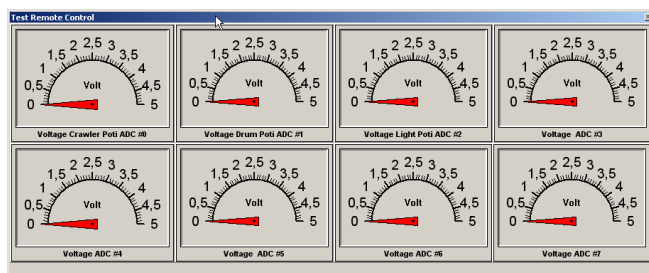 Test Remote Control
0 0,5 1 1,5 2 2,5 3 3,5 4 4,5 5
Volt
Voltage Crawler Poti ADC #0
0 0,5 1 1,5 2 2,5 3 3,5 4 4,5 5
Volt
Voltage Drum Poti ADC #1
0 0,5 1 1,5 2 2,5 3 3,5 4 4,5 5
Volt
Voltage Light Poti ADC #2
0 0,5 1 1,5 2 2,5 3 3,5 4 4,5 5
Volt
Voltage ADC #3
0 0,5 1 1,5 2 2,5 3 3,5 4 4,5 5
Volt
Voltage ADC #4
0 0,5 1 1,5 2 2,5 3 3,5 4 4,5 5
Volt
Voltage ADC #5
0 0,5 1 1,5 2 2,5 3 3,5 4 4,5 5
Volt
Voltage ADC #6
0 0,5 1 1,5 2 2,5 3 3,5 4 4,5 5
Volt
Voltage ADC #7